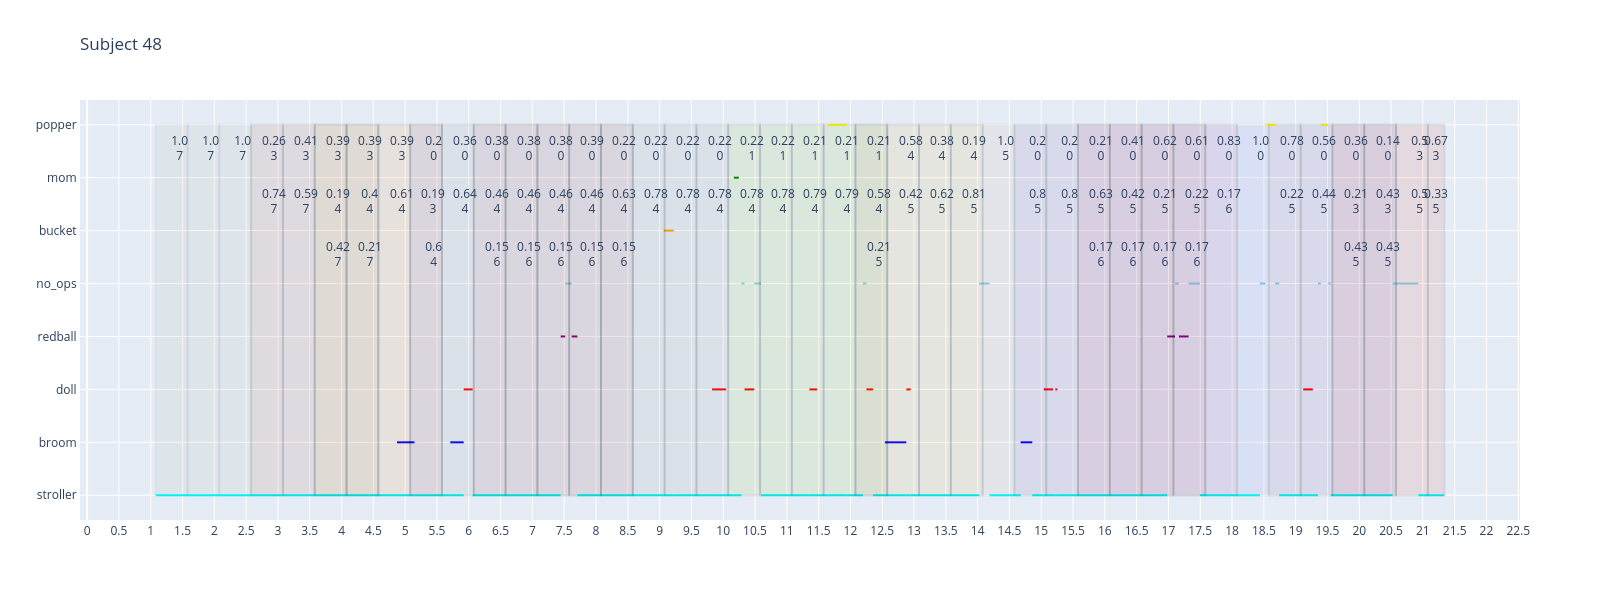 Subject 48
popper
1.0 1.0 1.0 0.26 0.41 0.39 0.39 0.39 0.2 0.36 0.38 0.38 0.38 0.39 0.22 0.22 0.22 0.22 0.22 0.21 0.21 0.21 0.58 0.38 0.19 1.0 0.2 0.2 0.21 0.41 0.62 0.61 0.83 1.0 0.78 0.56 0.36 0.14 0.67
7 7 7 3 3 3 3 3 0 0 0 0 0 0 0 0 0 0 1 1 1 1 1 4 4 4 5 0 0 0 0 0 0 0 0 0 0 0 0 3 3
mom
0.74 0.59 0.19 0.4 0.61 0.19 0.64 0.46 0.46 0.46 0.46 0.63 0.78 0.78 0.78 0.78 0.78 0.79 0.79 0.58 0.42 0.62 0.81 0.8 0.8 0.63 0.42 0.21 0.22 0.17 0.22 0.44 0.21 0.43 0.33
7 7 4 4 4 3 4 4 4 4 4 4 4 4 4 4 4 4 4 4 5 5 5 5 5 5 5 5 5 6 5 5 3 3 5 5
bucket
0.42 0.21 0.6 0.15 0.15 0.15 0.15 0.15 0.21 0.17 0.17 0.17 0.17 0.43 0.43
7 7 4 6 6 6 6 6 5 6 6 6 6 5 5
no_ops
redball
doll
broom
stroller
0 0.5 1 1.5 2 2.5 3 3.5 4 4.5 5 5.5 6 6.5 7 7.5 8 8.5 9 9.5 10 10.5 11 11.5 12 12.5 13 13.5 14 14.5 15 15.5 16 16.5 17 17.5 18 18.5 19 19.5 20 20.5 21 21.5 22 22.5